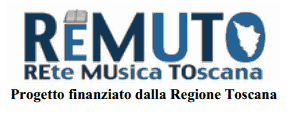 REMUTO
REte MUsica TOscana
Progetto finanziato dalla Regione Toscana